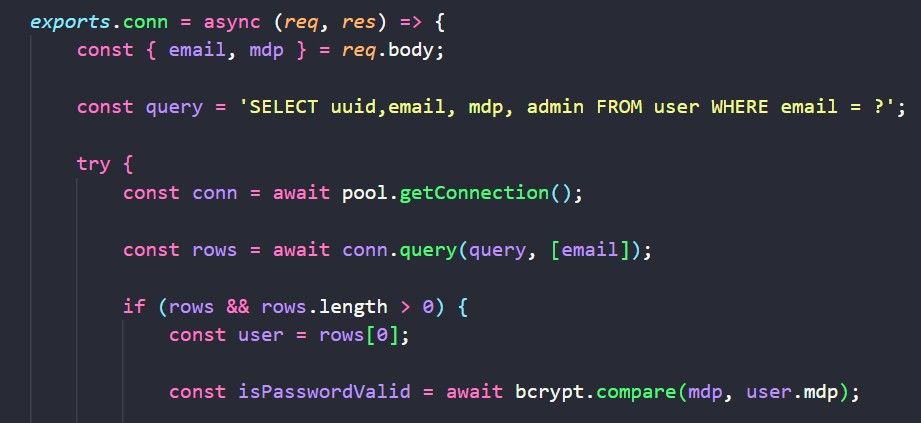 exports.conn = async (req, res) => {
const { email, mdp } = req.body;
const query = 'SELECT uuid,email, mdp, admin FROM user WHERE email = ?';
try {
const conn = await pool.getConnection();
const rows = await conn.query(query, [email]);
if (rows && rows.length > 0) {
const user = rows[0];
const isPasswordValid = await bcrypt.compare(mdp, user.mdp);